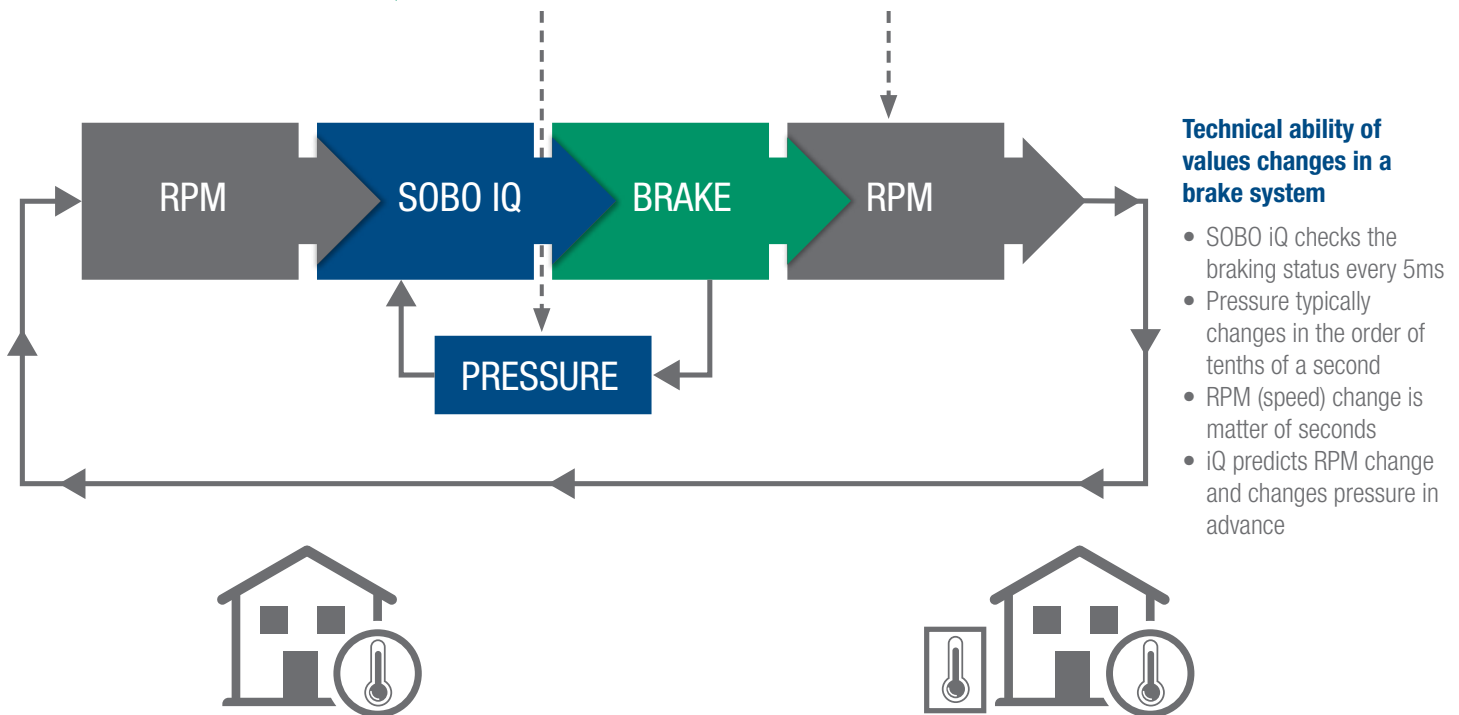 RPM
SOBO IQ
BRAKE
RPM
PRESSURE
Technical ability of
values changes in a
brake system
• SOBO iQ checks the
braking status every 5ms
• Pressure typically
changes in the order of
tenths of a second
• RPM (speed) change is
matter of seconds
• iQ predicts RPM change
and changes pressure in
advance